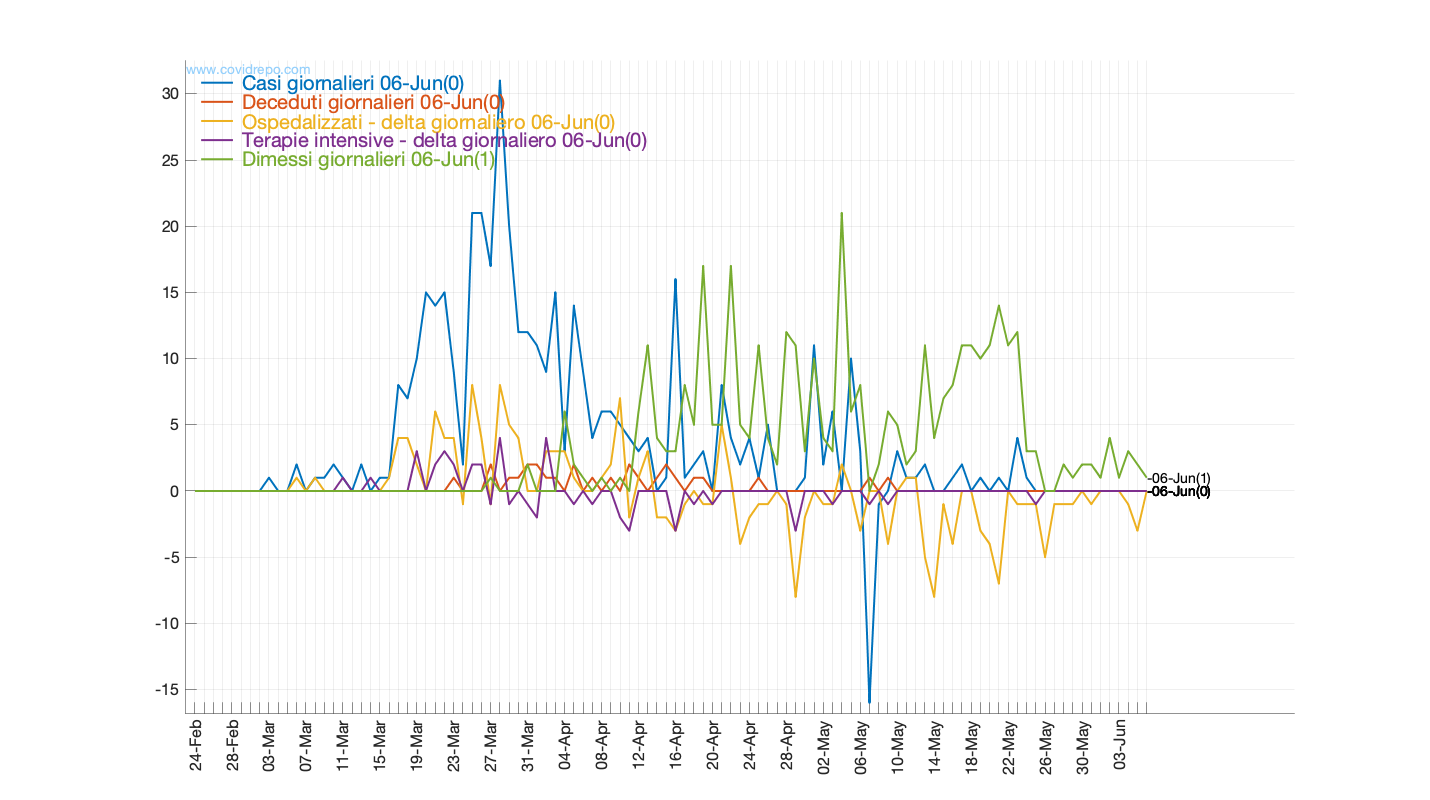 www.covidrepo.com
Casi giornalieri 06-Jun(0)
Deceduti giornalieri 06-Jun(0)
Ospedalizzati - delta giornaliero 06-Jun(0)
Terapie intensive - delta giornaliero 06-Jun(0)
Dimessi giornalieri 06-Jun(1)
30
25
20
15
10
5
0
-5
-10
-15
-06-Jun(1)
-06-Jun(0)
24-Feb
28-Feb
03-Mar
07-Mar
11-Mar
15-Mar
19-Mar
23-Mar
27-Mar
31-Mar
04-Apr
08-Apr
12-Apr
16-Apr
20-Apr
24-Apr
28-Apr
02-May
06-May
10-May
14-May
18-May
22-May
26-May
30-May
03-Jun